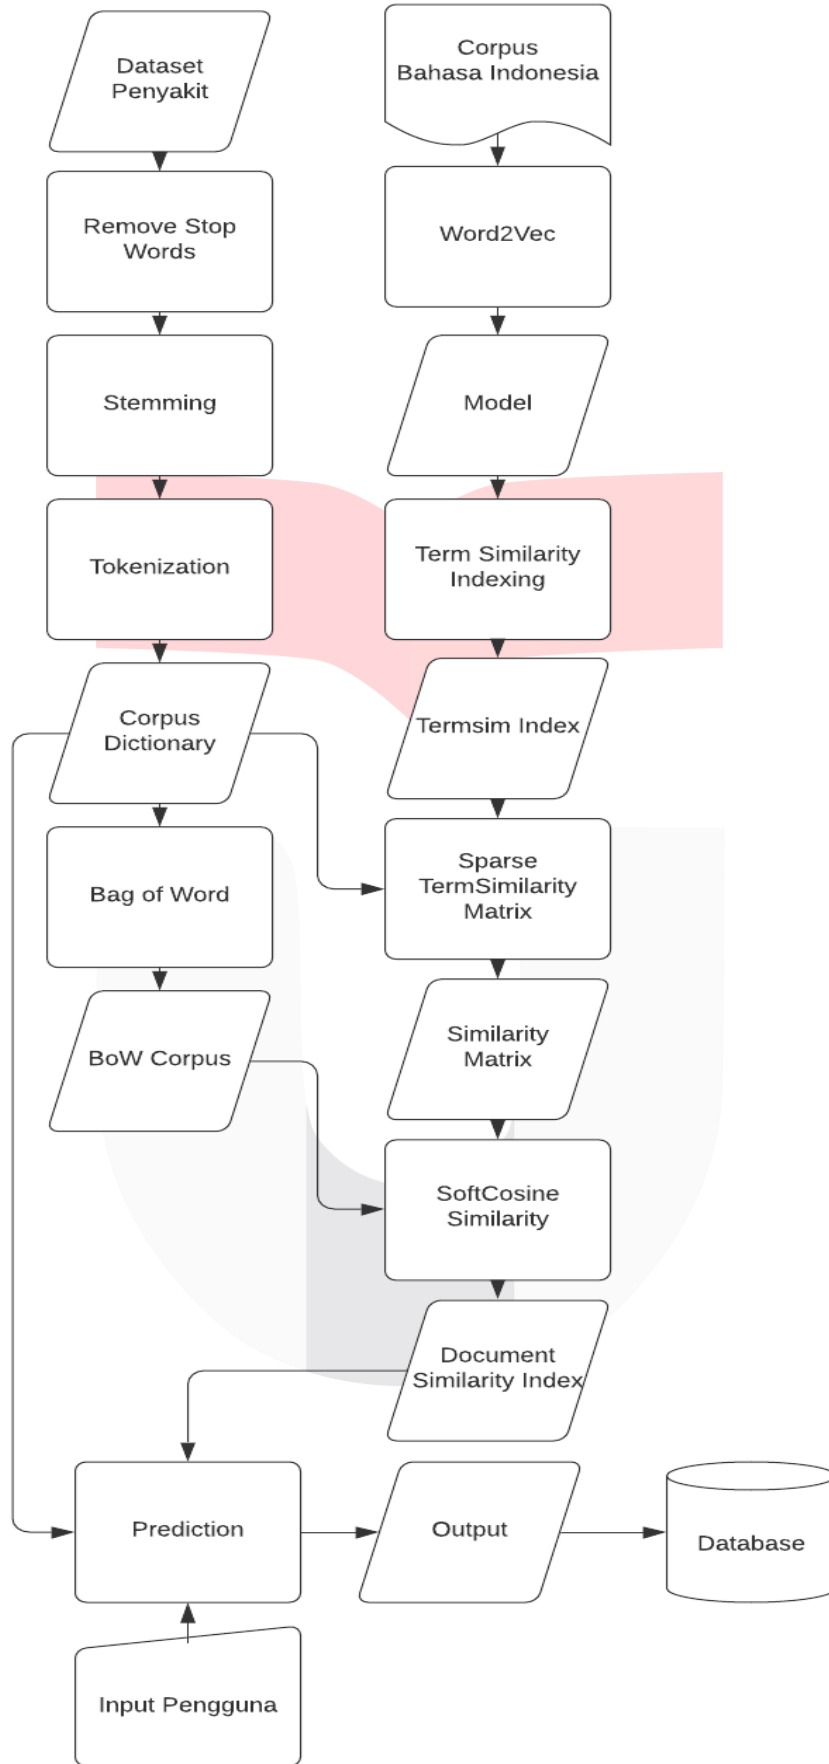 Dataset
Penyakit
Remove Stop
Words
Stemming
Tokenization
Corpus
Dictionary
Bag of Word
BoW Corpus
Corpus
Bahasa Indonesia
Word2Vec
Model
Term Similarity
Indexing
Termsim Index
Sparse
TermSimilarity
Matrix
Similarity
Matrix
SoftCosine
Similarity
Document
Similarity Index
Prediction
Output
Database
Input Pengguna